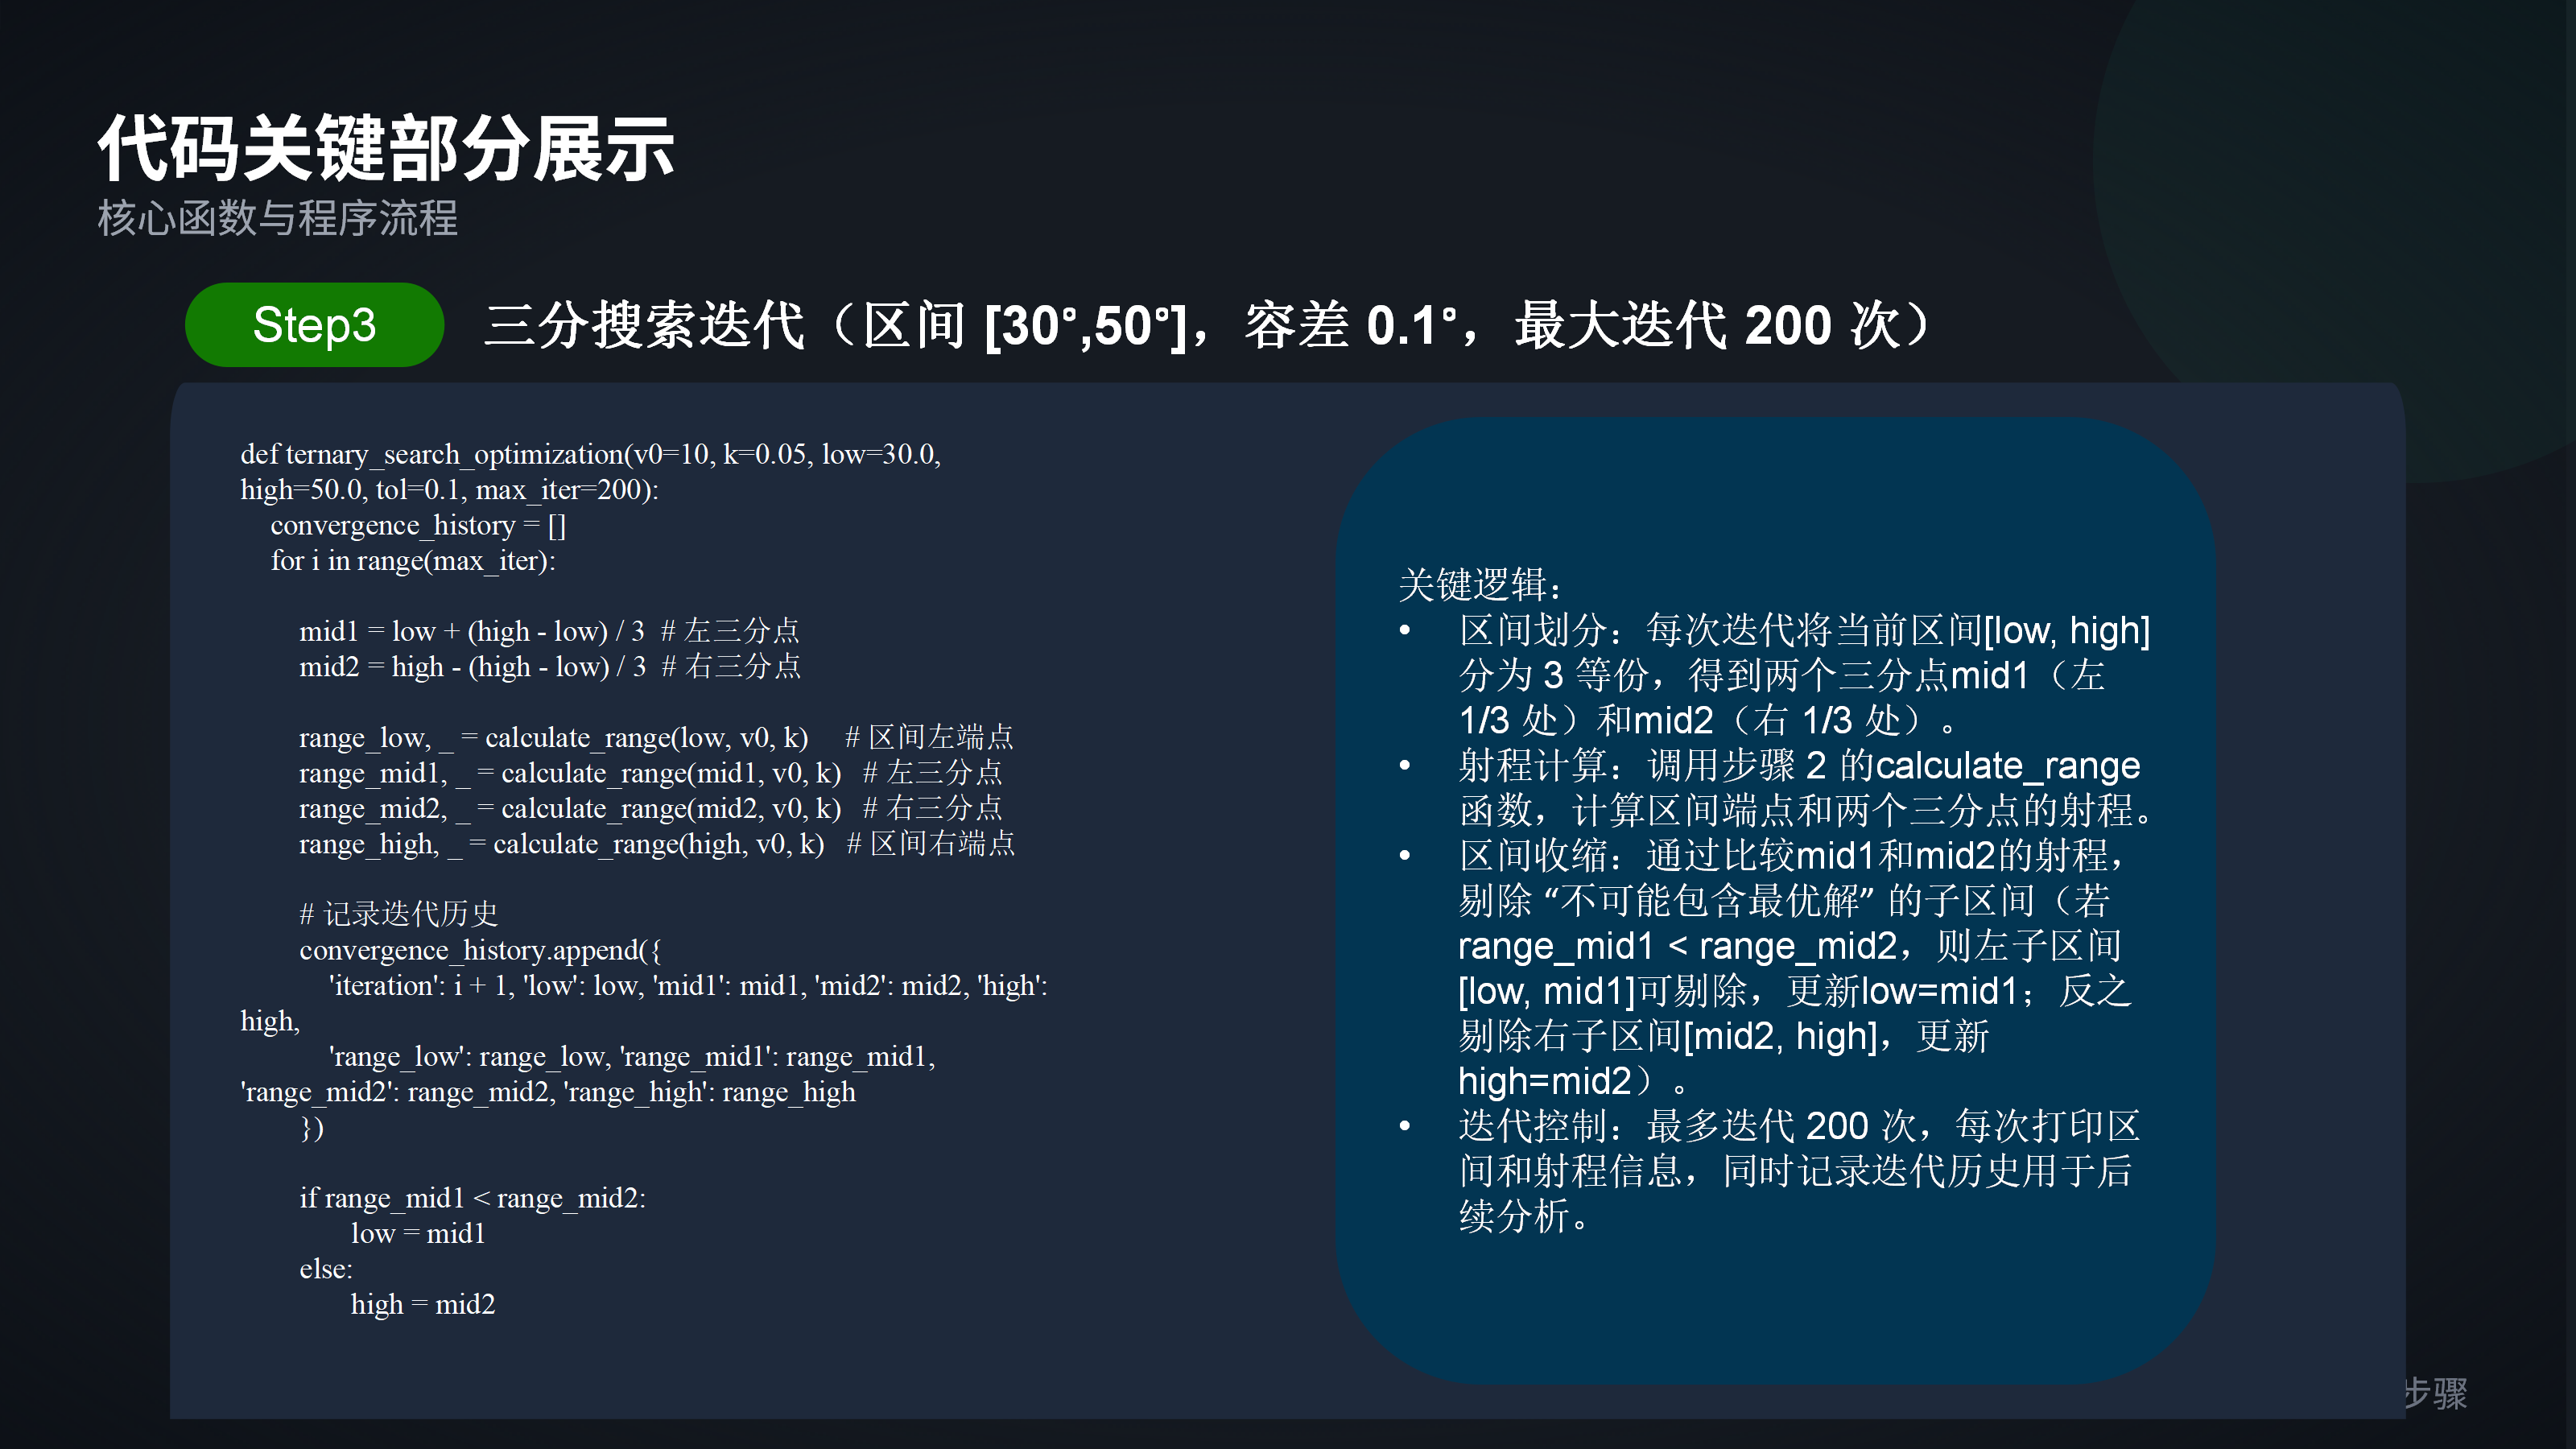 代码关键部分展示
核心函数与程序流程
Step3
三分搜索迭代（区间 [30°,50°]，容差 0.1°，最大迭代 200 次）
def ternary_search_optimization(v0=10, k=0.05, low=30.0,
high=50.0, tol=0.1, max_iter=200):
convergence_history = []
for i in range(max_iter):
mid1 = low + (high - low) / 3  # 左三分点
mid2 = high - (high - low) / 3  # 右三分点
range_low, _ = calculate_range(low, v0, k)     # 区间左端点
range_mid1, _ = calculate_range(mid1, v0, k)   # 左三分点
range_mid2, _ = calculate_range(mid2, v0, k)   # 右三分点
range_high, _ = calculate_range(high, v0, k)   # 区间右端点
# 记录迭代历史
convergence_history.append({
'iteration': i + 1, 'low': low, 'mid1': mid1, 'mid2': mid2, 'high':
high,
'range_low': range_low, 'range_mid1': range_mid1,
'range_mid2': range_mid2, 'range_high': range_high
})
if range_mid1 < range_mid2:
low = mid1
else:
high = mid2
关键逻辑：
• 区间划分：每次迭代将当前区间[low, high]
分为 3 等份，得到两个三分点mid1（左
1/3 处）和mid2（右 1/3 处）。
• 射程计算：调用步骤 2 的calculate_range
函数，计算区间端点和两个三分点的射程。
• 区间收缩：通过比较mid1和mid2的射程，
剔除 “不可能包含最优解” 的子区间（若
range_mid1 < range_mid2，则左子区间
[low, mid1]可剔除，更新low=mid1；反之
剔除右子区间[mid2, high]，更新
high=mid2）。
• 迭代控制：最多迭代 200 次，每次打印区
间和射程信息，同时记录迭代历史用于后
续分析。
步骤